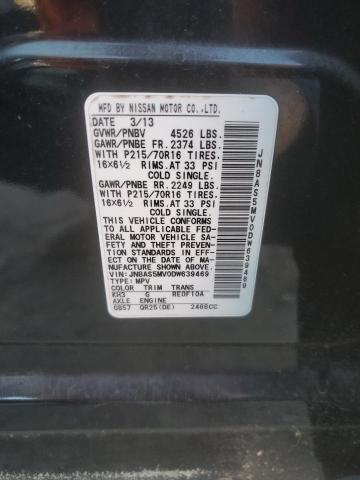 MFD BY NISSAN MOTOR CO.,LTD.
DATE 3/13
GVWR/PNBV 4526 LBS.
GAWR/PNBE FR.2374 LBS.
WITH P215/70R16 TIRES.
16X6½ RIMS.AT 33 PSI
COLD SINGLE.
GAWR/PNBE RR.2249 LBS.
WITH P215/70R16 TIRES.
16X6½ RIMS.AT 33 PSI
COLD SINGLE.
THIS VEHICLE CONFORMS
TO ALL APPLICABLE FED-
ERAL MOTOR VEHICLE SA-
FETY AND THEFT PREVEN-
TION STANDARDS IN EFF-
ECT ON THE DATE OF MA-
NUFACTURE SHOWN ABOVE.
VIN:JN8AS5MV0DW639469
TYPE:MPV
COLOR TRIM TRANS
KH3 G RE0F10A
AXLE ENGINE
GB57 QR25(DE) 2488CC
JN8AS5MV0DW639469